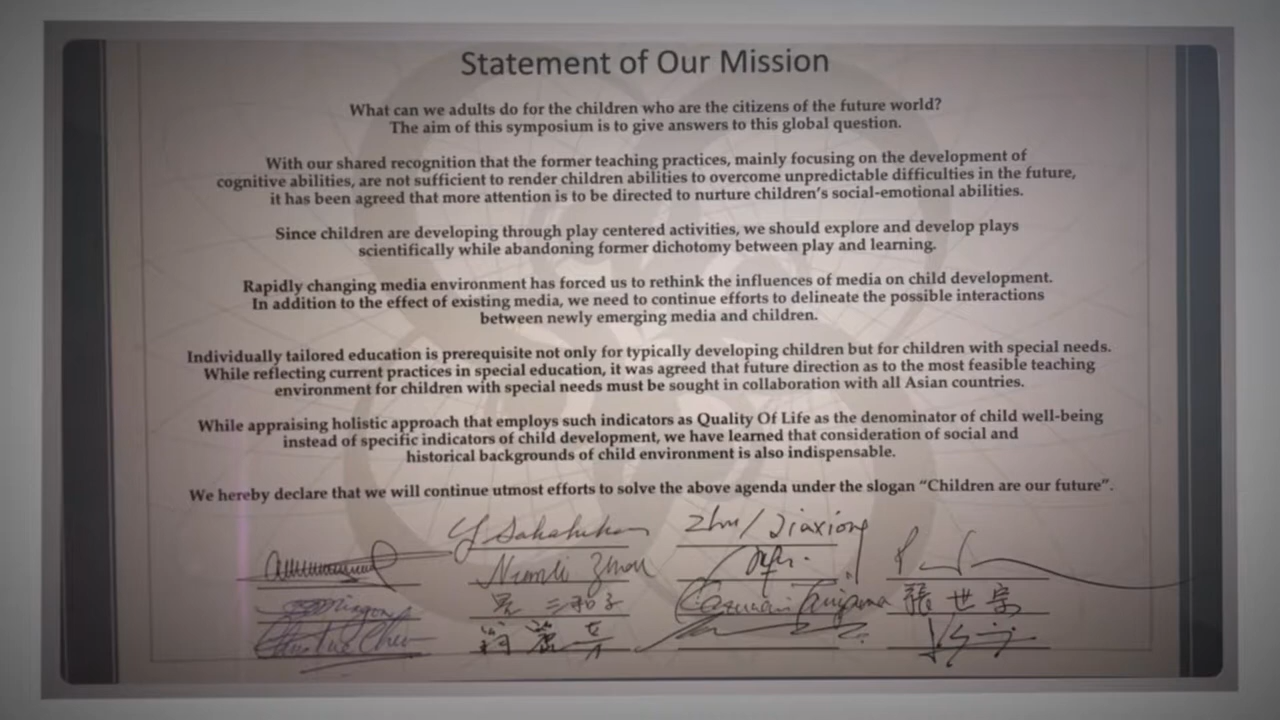 Statement of Our Mission
What can we adults do for the children who are the citizens of the future world?
The aim of this symposium is to give answers to this global question.
With our shared recognition that the former teaching practices, mainly focusing on the development of
cognitive abilities, are not sufficient to render children abilities to overcome unpredictable difficulties in the future,
it has been agreed that more attention is to be directed to nurture children's social-emotional abilities.
Since children are developing through play centered activities, we should explore and develop plays
scientifically while abandoning former dichotomy between play and learning.
Rapidly changing media environment has forced us to rethink the influences of media on child development.
In addition to the effect of existing media, we need to continue efforts to delineate the possible interactions
between newly emerging media and children.
Individually tailored education is prerequisite not only for typically developing children but for children with special needs.
While reflecting current practices in special education, it was agreed that future direction as to the most feasible teaching
environment for children with special needs must be sought in collaboration with all Asian countries.
While appraising holistic approach that employs such indicators as Quality Of Life as the denominator of child well-being
instead of specific indicators of child development, we have learned that consideration of social and
historical backgrounds of child environment is also indispensable.
We hereby declare that we will continue utmost efforts to solve the above agenda under the slogan “Children are our future”.
Zhu/Jiaxiong
Zhou
張世宗